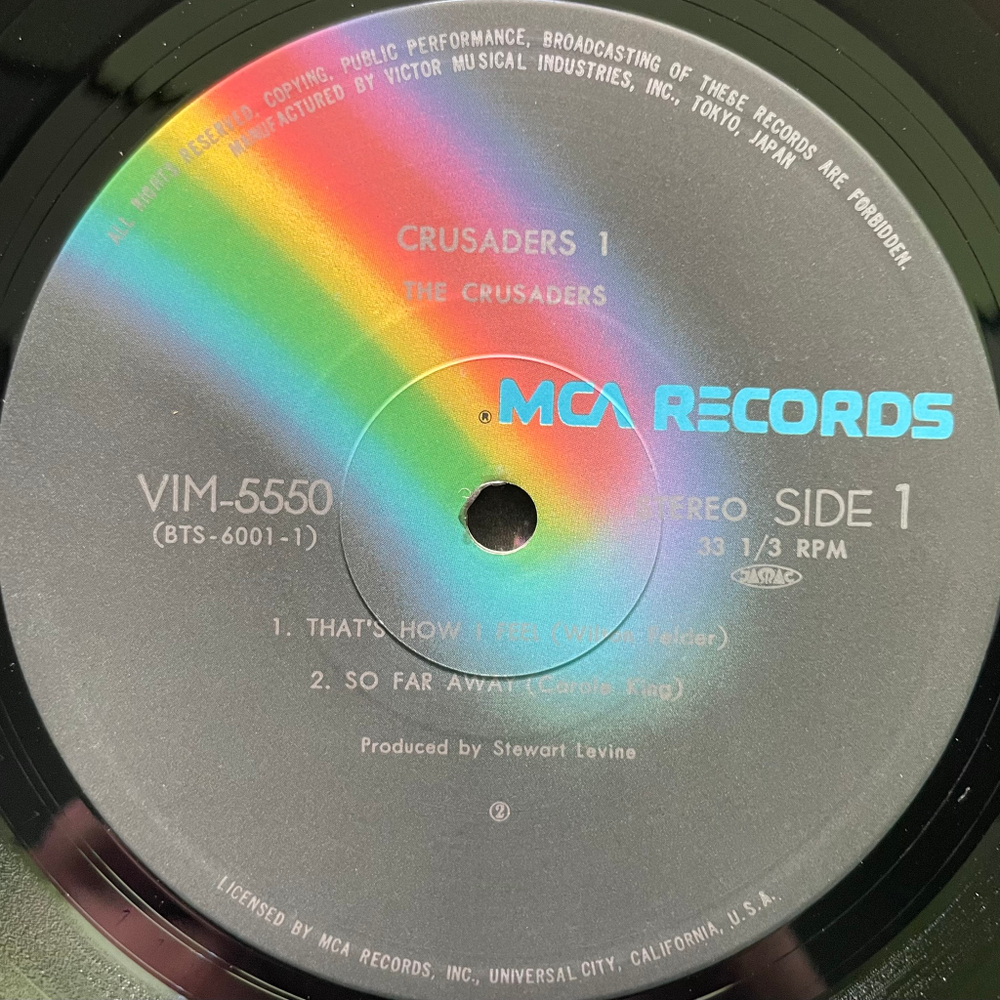 ALL RIGHTS RESERVED. COPYING, PUBLIC PERFORMANCE, BROADCASTING OF THESE RECORDS ARE FORBIDDEN.
MANUFACTURED BY VICTOR MUSICAL INDUSTRIES, INC., TOKYO, JAPAN
CRUSADERS 1
THE CRUSADERS
® MCA RECORDS
VIM-5550
(BTS-6001-1)
STEREO SIDE 1
33 1/3 RPM
JASRAC
1. THAT'S HOW I FEEL (Wilton Felder)
2. SO FAR AWAY (Carole King)
Produced by Stewart Levine
②
LICENSED BY MCA RECORDS, INC., UNIVERSAL CITY, CALIFORNIA, U.S.A.